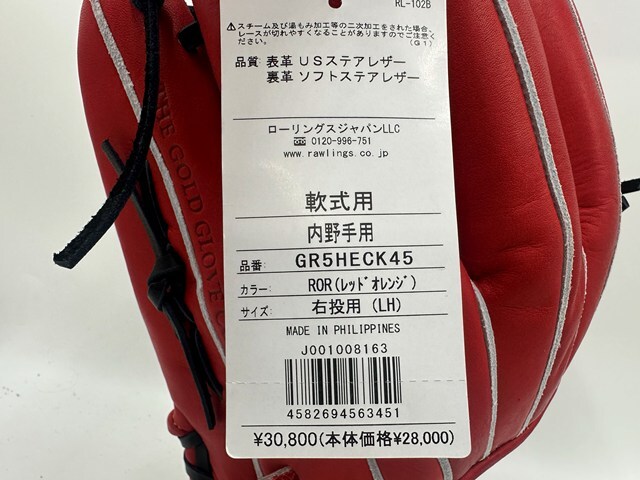 RL-102B
⚠スチーム及び湯もみ加工等の二次加工をされた場合、
レースが切れやすくなることがありますのでご注意ください。
(G1)
品質: 表革 USステアレザー
裏革 ソフトステアレザー
ローリングスジャパンLLC
☎ 0120-996-751
www.rawlings.co.jp
軟式用
内野手用
品番: GR5HECK45
カラー: ROR(レッドオレンジ)
サイズ: 右投用 (LH)
MADE IN PHILIPPINES
J001008163
4582694563451
¥30,800(本体価格¥28,000)
THE GOLD GLOVE